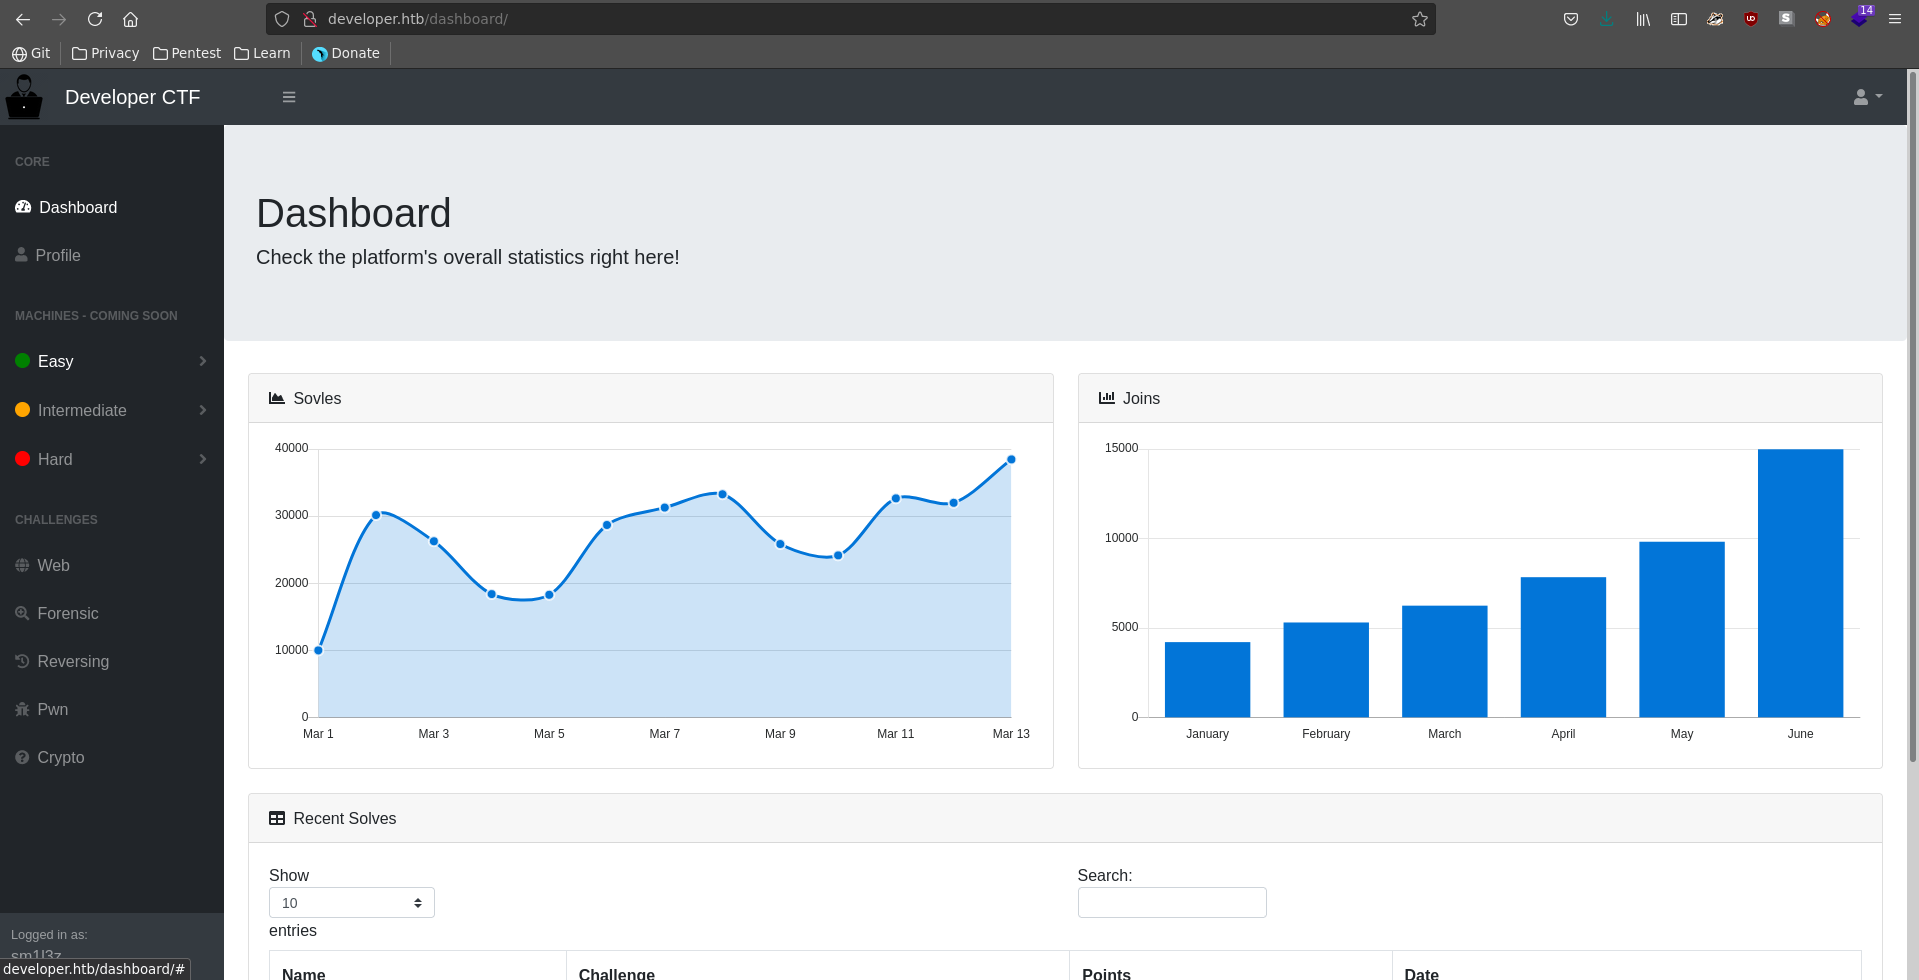 developer.htb/dashboard/
14
Git Privacy Pentest Learn Donate
Developer CTF
CORE
Dashboard
Profile
MACHINES - COMING SOON
Easy
Intermediate
Hard
CHALLENGES
Web
Forensic
Reversing
Pwn
Crypto
Logged in as:
sm1l3z
developer.htb/dashboard/#
Dashboard
Check the platform's overall statistics right here!
Sovles
40000
30000
20000
10000
0
Mar 1 Mar 3 Mar 5 Mar 7 Mar 9 Mar 11 Mar 13
Joins
15000
10000
5000
0
January February March April May June
Recent Solves
Show
10
entries
Search:
Name Challenge Points Date